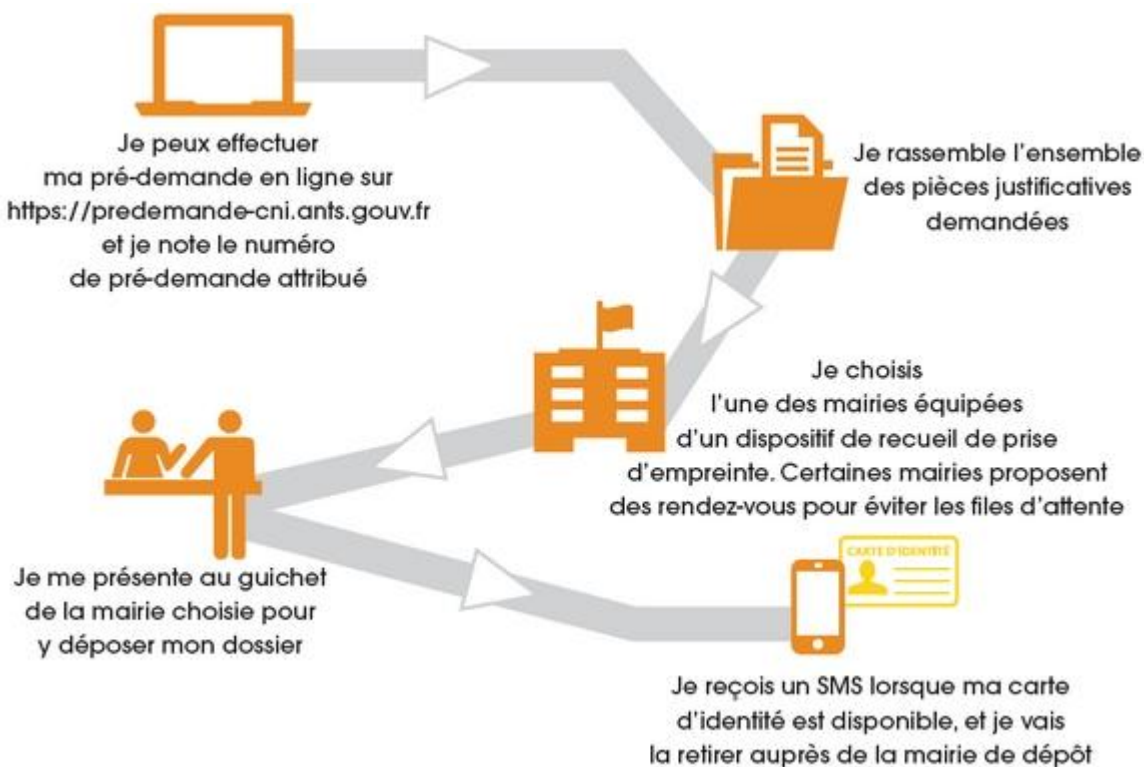 Je peux effectuer
ma pré-demande en ligne sur
https://predemande-cni.ants.gouv.fr
et je note le numéro
de pré-demande attribué
Je rassemble l'ensemble
des pièces justificatives
demandées
Je choisis
l'une des mairies équipées
d'un dispositif de recueil de prise
d'empreinte. Certaines mairies proposent
des rendez-vous pour éviter les files d'attente
Je me présente au guichet
de la mairie choisie pour
y déposer mon dossier
CARTE D'IDENTITÉ
Je reçois un SMS lorsque ma carte
d'identité est disponible, et je vais
la retirer auprès de la mairie de dépôt